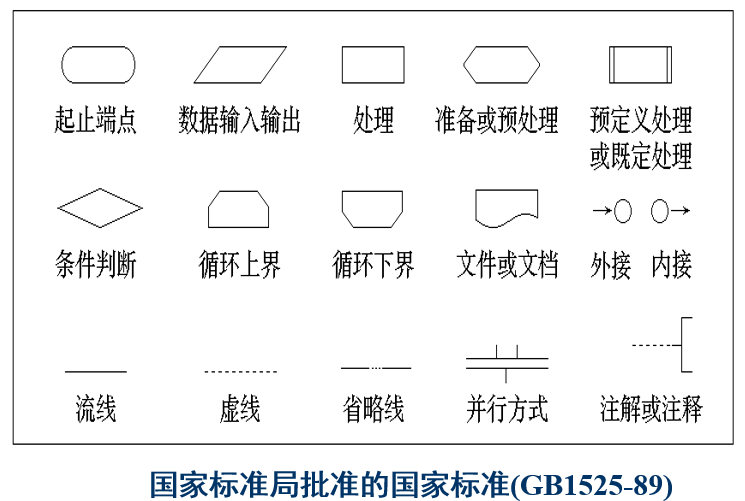 起止端点
数据输入输出
处理
准备或预处理
预定义处理
或既定处理
条件判断
循环上界
循环下界
文件或文档
外接
内接
流线
虚线
省略线
并行方式
注解或注释
国家标准局批准的国家标准(GB1525-89)